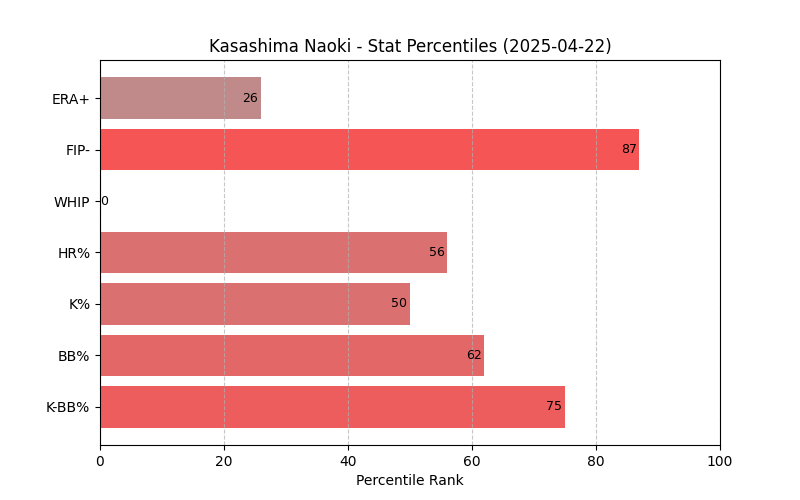 Kasashima Naoki - Stat Percentiles (2025-04-22)
ERA+ 26
FIP- 87
WHIP 0
HR% 56
K% 50
BB% 62
K-BB% 75
0 20 40 60 80 100
Percentile Rank